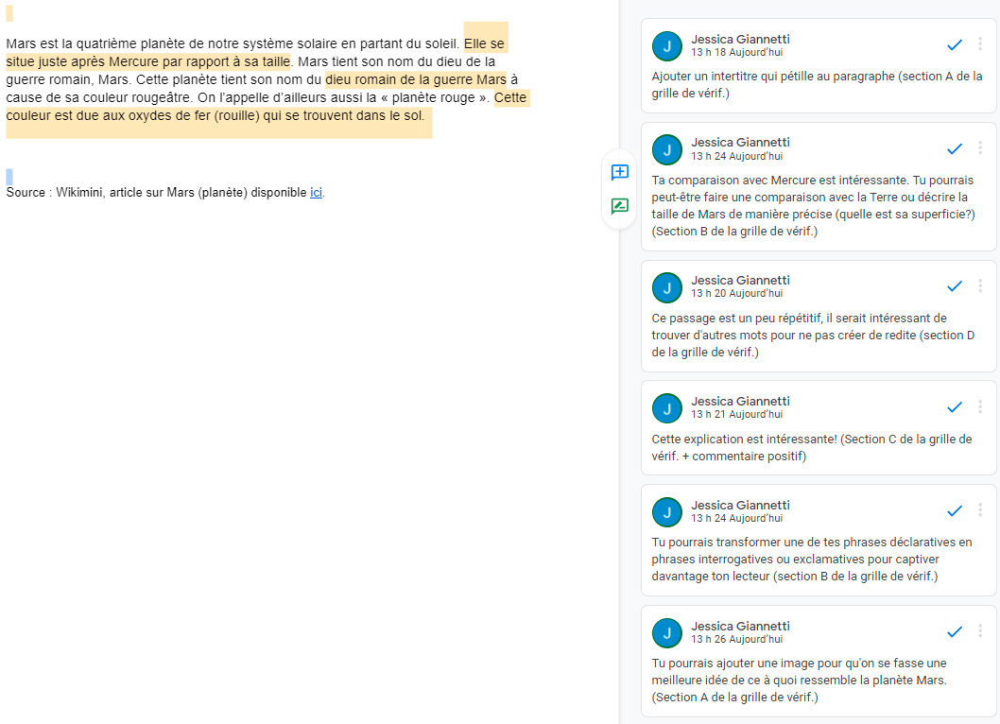 Mars est la quatrième planète de notre système solaire en partant du soleil. Elle se
situe juste après Mercure par rapport à sa taille. Mars tient son nom du dieu de la
guerre romain, Mars. Cette planète tient son nom du dieu romain de la guerre Mars à
cause de sa couleur rougeâtre. On l'appelle d'ailleurs aussi la « planète rouge ». Cette
couleur est due aux oxydes de fer (rouille) qui se trouvent dans le sol.
Source : Wikimini, article sur Mars (planète) disponible ici.
J
Jessica Giannetti
13 h 18 Aujourd'hui
Ajouter un intertitre qui pétille au paragraphe (section A de la
grille de vérif.)
J
Jessica Giannetti
13 h 24 Aujourd'hui
Ta comparaison avec Mercure est intéressante. Tu pourrais
peut-être faire une comparaison avec la Terre ou décrire la
taille de Mars de manière précise (quelle est sa superficie?)
(Section B de la grille de vérif.)
J
Jessica Giannetti
13 h 20 Aujourd'hui
Ce passage est un peu répétitif, il serait intéressant de
trouver d'autres mots pour ne pas créer de redite (section D
de la grille de vérif.)
J
Jessica Giannetti
13 h 21 Aujourd'hui
Cette explication est intéressante! (Section C de la grille de
vérif. + commentaire positif)
J
Jessica Giannetti
13 h 24 Aujourd'hui
Tu pourrais transformer une de tes phrases déclaratives en
phrases interrogatives ou exclamatives pour captiver
davantage ton lecteur (section B de la grille de vérif.)
J
Jessica Giannetti
13 h 26 Aujourd'hui
Tu pourrais ajouter une image pour qu'on se fasse une
meilleure idée de ce à quoi ressemble la planète Mars.
(Section A de la grille de vérif.)